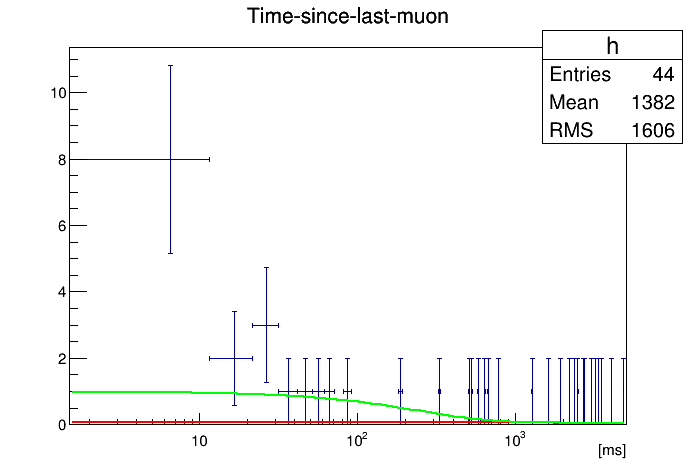 Time-since-last-muon
h
Entries 44
Mean 1382
RMS 1606
10
8
6
4
2
0
10 10² 10³
[ms]